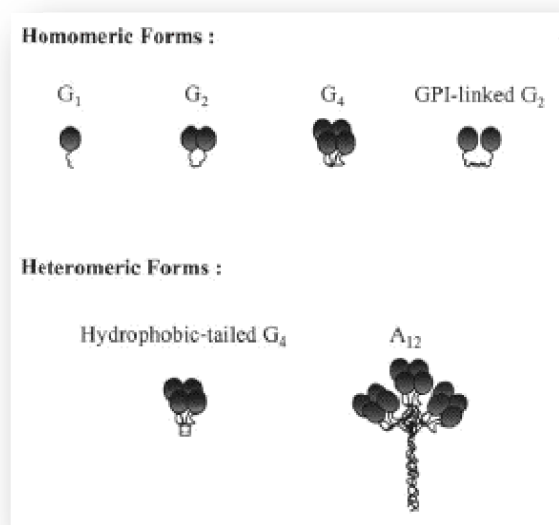 Homomeric Forms :
G₁ G₂ G₄ GPI-linked G₂
Heteromeric Forms :
Hydrophobic-tailed G₄ A₁₂